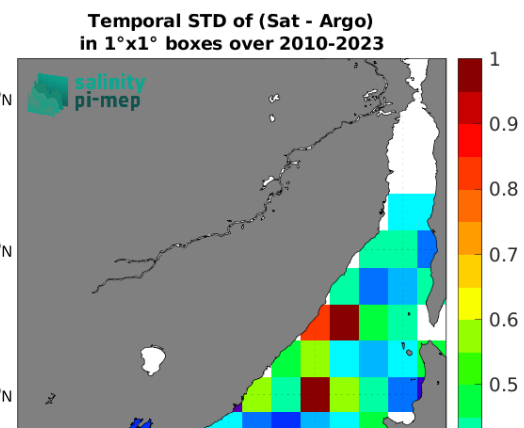 Temporal STD of (Sat - Argo)
in 1°x1° boxes over 2010-2023
salinity
pi-mep
°N
°N
°N
1
0.9
0.8
0.7
0.6
0.5